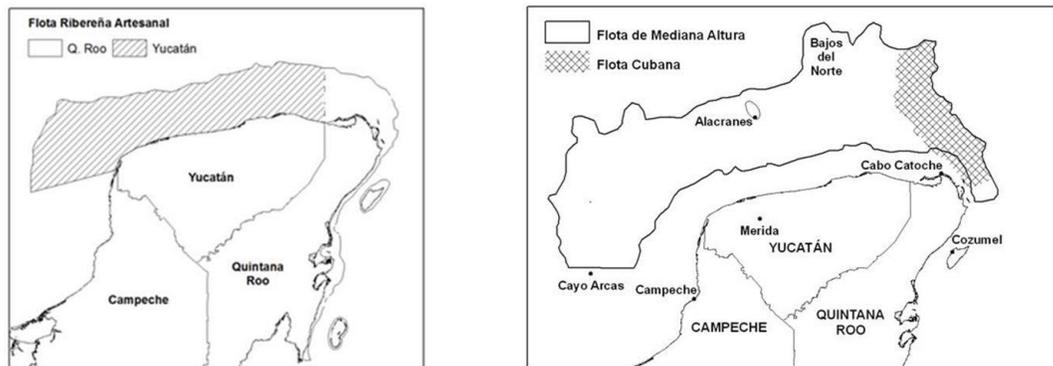 Flota Ribereña Artesanal
Q. Roo
Yucatán
Yucatán
Quintana
Roo
Campeche
Flota de Mediana Altura
Flota Cubana
Bajos
del
Norte
Alacranes
Cabo Catoche
Merida
YUCATÁN
Cozumel
Cayo Arcas
Campeche
QUINTANA
ROO
CAMPECHE